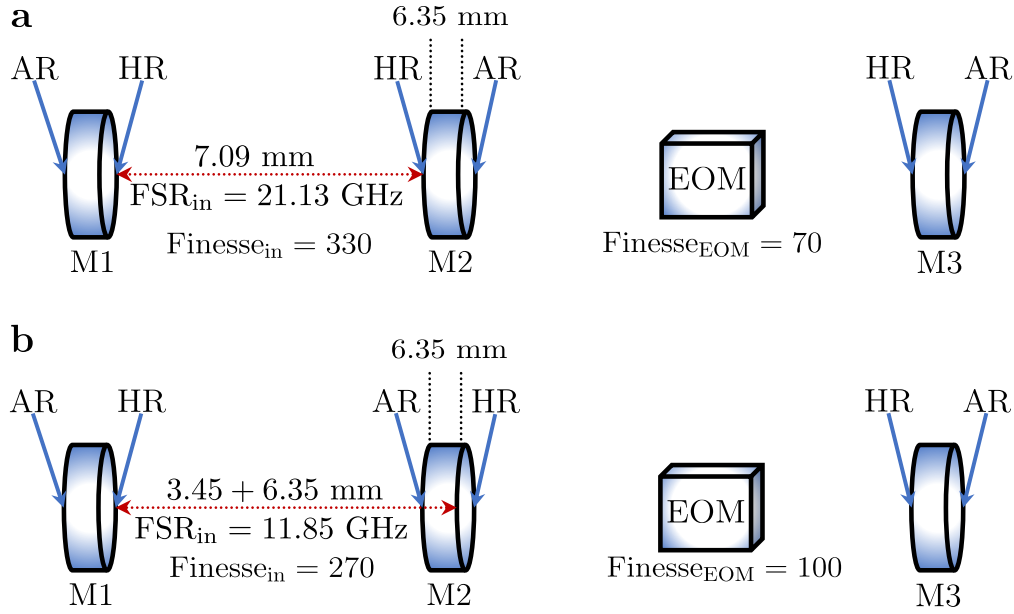 a
6.35 mm
AR HR HR AR HR AR
7.09 mm
FSR_in = 21.13 GHz
EOM
Finesse_in = 330
Finesse_EOM = 70
M1 M2 M3
b
6.35 mm
AR HR AR HR HR AR
3.45 + 6.35 mm
FSR_in = 11.85 GHz
EOM
Finesse_in = 270
Finesse_EOM = 100
M1 M2 M3